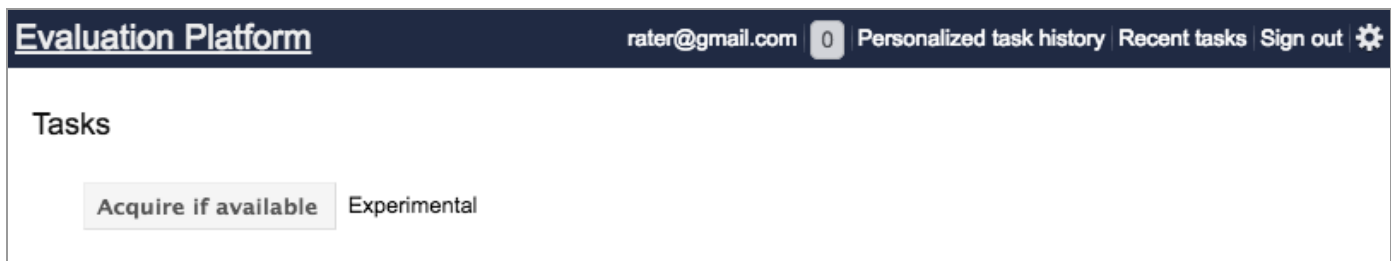 Evaluation Platform rater@gmail.com 0 Personalized task history Recent tasks Sign out
Tasks
Acquire if available Experimental